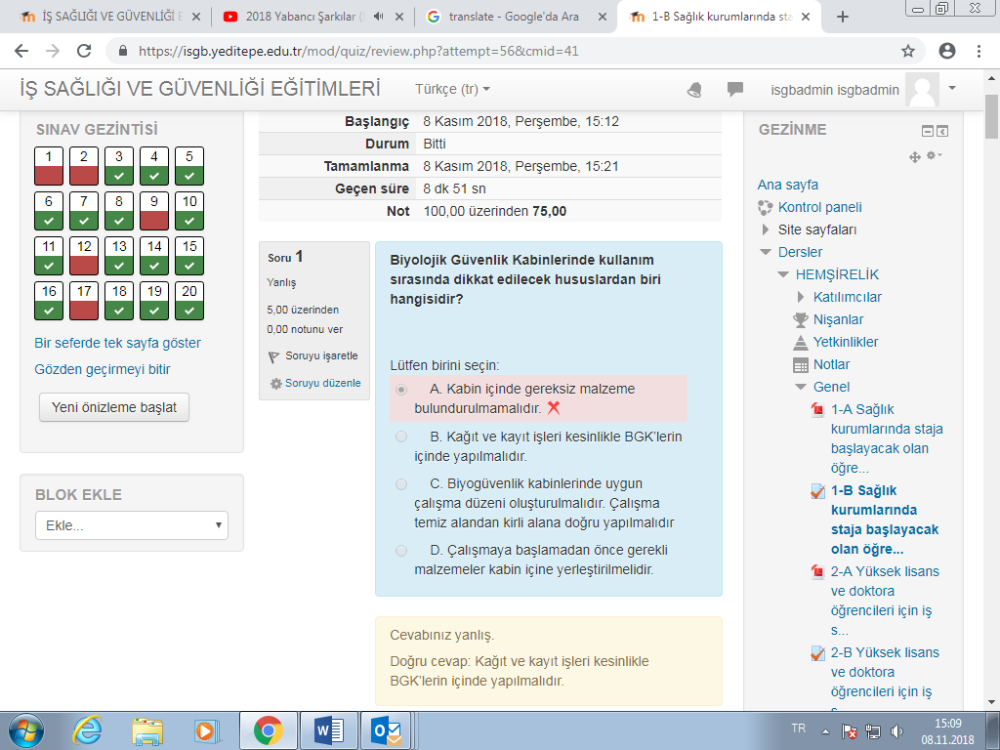 İŞ SAĞLIĞI VE GÜVENLİĞİ E
2018 Yabancı Şarkılar (
translate - Google'da Ara
1-B Sağlık kurumlarında sta
https://isgb.yeditepe.edu.tr/mod/quiz/review.php?attempt=56&cmid=41
İŞ SAĞLIĞI VE GÜVENLİĞİ EĞİTİMLERİ
Türkçe (tr)
isgbadmin isgbadmin
SINAV GEZİNTİSİ
1 2 3 4 5
6 7 8 9 10
11 12 13 14 15
16 17 18 19 20
Bir seferde tek sayfa göster
Gözden geçirmeyi bitir
Yeni önizleme başlat
BLOK EKLE
Ekle...
Başlangıç 8 Kasım 2018, Perşembe, 15:12
Durum Bitti
Tamamlanma 8 Kasım 2018, Perşembe, 15:21
Geçen süre 8 dk 51 sn
Not 100,00 üzerinden 75,00
Soru 1
Yanlış
5,00 üzerinden
0,00 notunu ver
Soruyu işaretle
Soruyu düzenle
Biyolojik Güvenlik Kabinlerinde kullanım
sırasında dikkat edilecek hususlardan biri
hangisidir?
Lütfen birini seçin:
A. Kabin içinde gereksiz malzeme
bulundurulmamalıdır.
B. Kağıt ve kayıt işleri kesinlikle BGK'lerin
içinde yapılmalıdır.
C. Biyogüvenlik kabinlerinde uygun
çalışma düzeni oluşturulmalıdır. Çalışma
temiz alandan kirli alana doğru yapılmalıdır
D. Çalışmaya başlamadan önce gerekli
malzemeler kabin içine yerleştirilmelidir.
Cevabınız yanlış.
Doğru cevap: Kağıt ve kayıt işleri kesinlikle
BGK'lerin içinde yapılmalıdır.
GEZİNME
Ana sayfa
Kontrol paneli
Site sayfaları
Dersler
HEMŞİRELİK
Katılımcılar
Nişanlar
Yetkinlikler
Notlar
Genel
1-A Sağlık
kurumlarında staja
başlayacak olan
öğre...
1-B Sağlık
kurumlarında
staja başlayacak
olan öğre...
2-A Yüksek lisans
ve doktora
öğrencileri için iş
s...
2-B Yüksek lisans
ve doktora
öğrencileri için iş
TR
15:09
08.11.2018